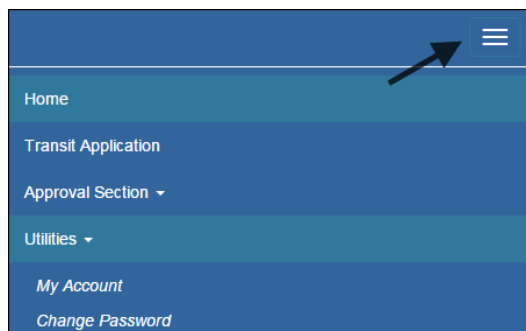 Home
Transit Application
Approval Section
Utilities
My Account
Change Password